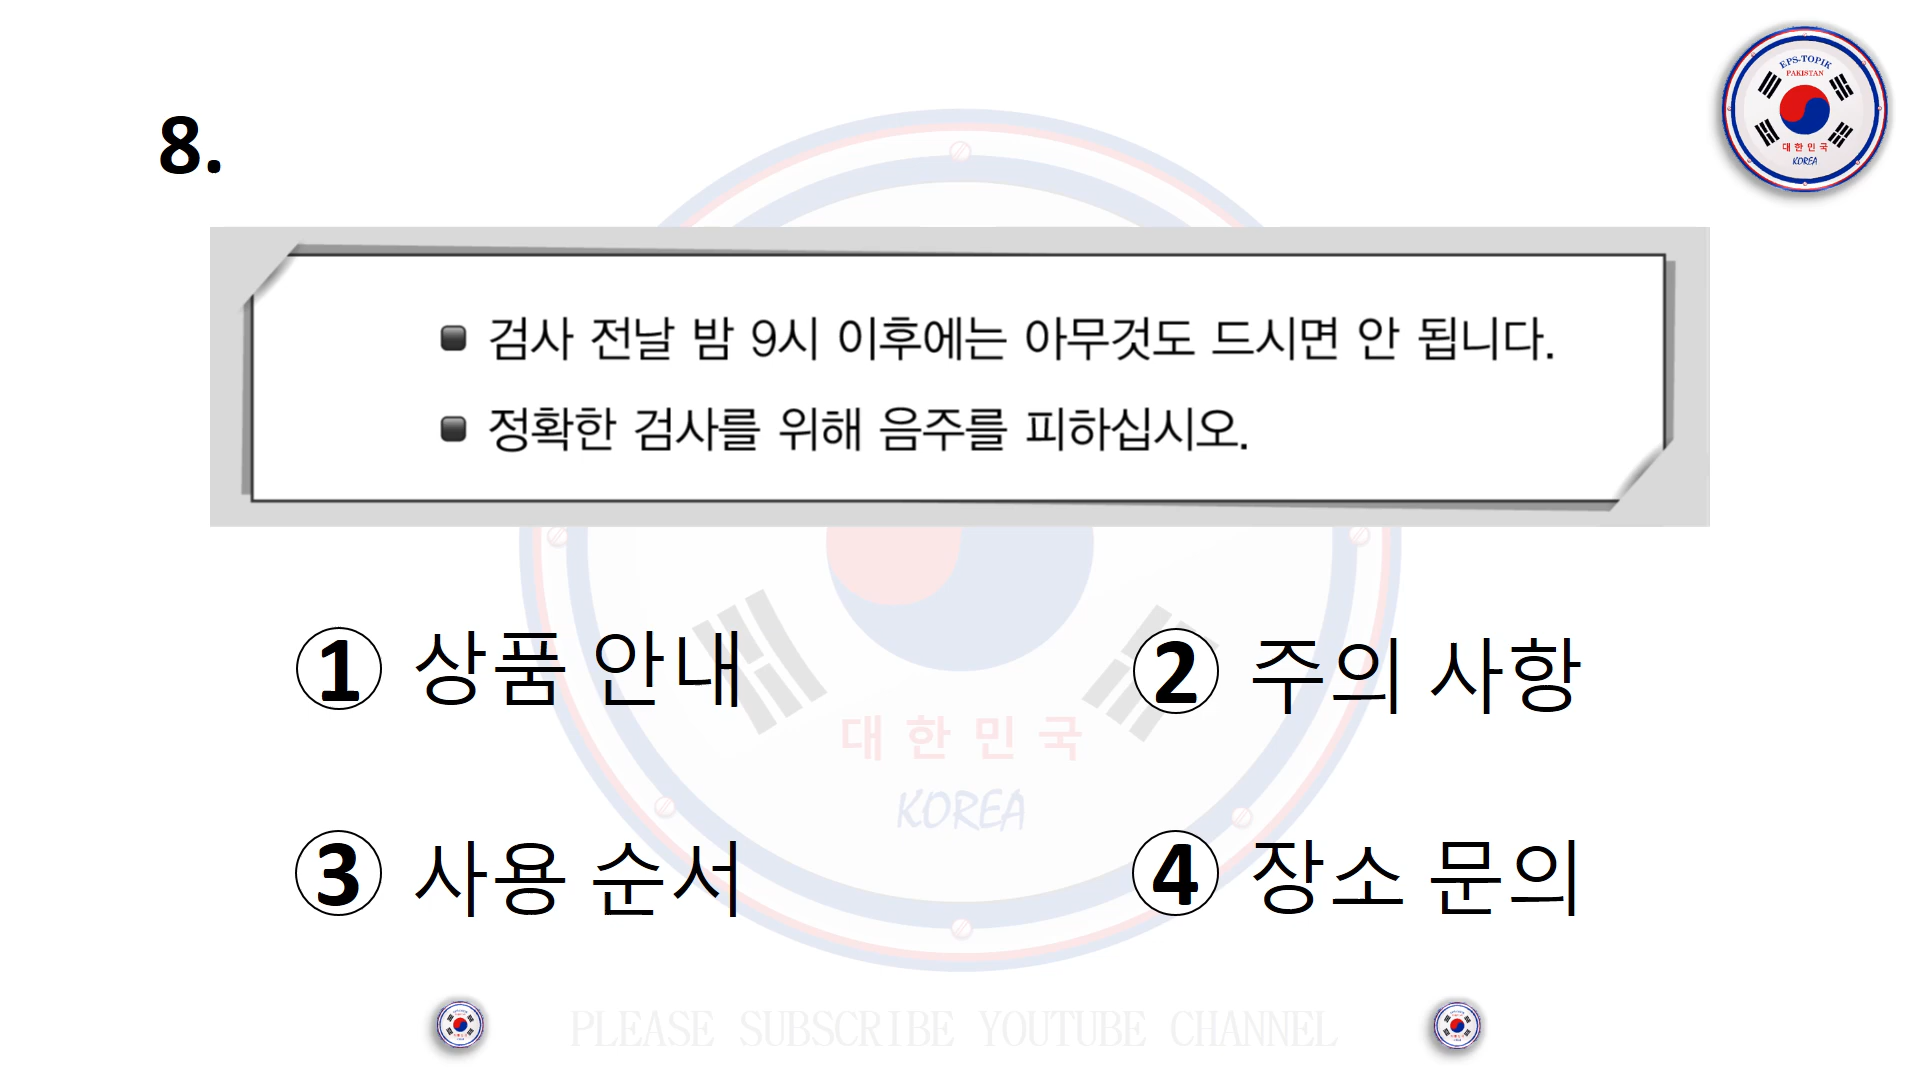 EPS-TOPIK
PAKISTAN
대한민국
KOREA
8.
■ 검사 전날 밤 9시 이후에는 아무것도 드시면 안 됩니다.
■ 정확한 검사를 위해 음주를 피하십시오.
① 상품 안내
② 주의 사항
③ 사용 순서
④ 장소 문의
대한민국
KOREA
PLEASE SUBSCRIBE YOUTUBE CHANNEL